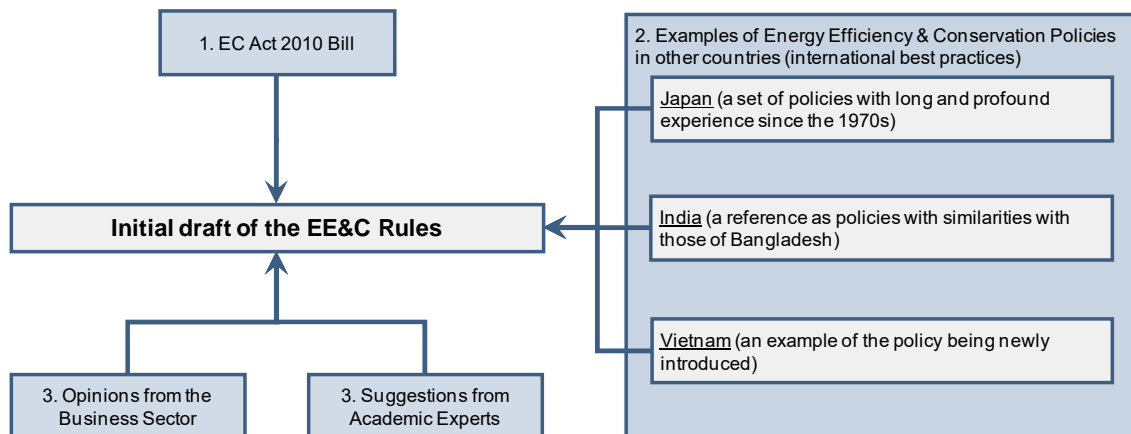 1. EC Act 2010 Bill
2. Examples of Energy Efficiency & Conservation Policies
in other countries (international best practices)
Japan (a set of policies with long and profound
experience since the 1970s)
Initial draft of the EE&C Rules
India (a reference as policies with similarities with
those of Bangladesh)
Vietnam (an example of the policy being newly
introduced)
3. Opinions from the
Business Sector
3. Suggestions from
Academic Experts